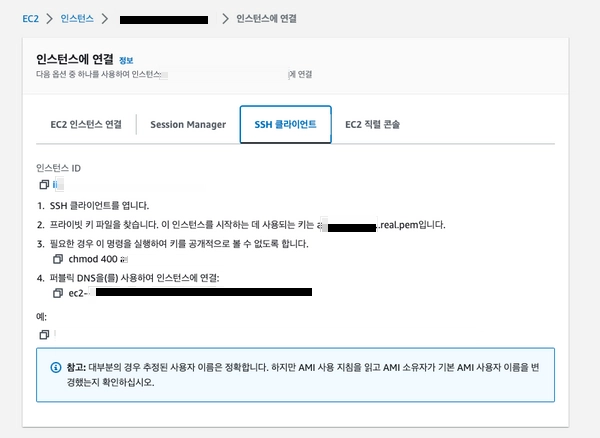 EC2 > 인스턴스 > > 인스턴스에 연결
인스턴스에 연결 정보
다음 옵션 중 하나를 사용하여 인스턴스 에 연결
EC2 인스턴스 연결 Session Manager SSH 클라이언트 EC2 직렬 콘솔
인스턴스 ID
1. SSH 클라이언트를 엽니다.
2. 프라이빗 키 파일을 찾습니다. 이 인스턴스를 시작하는 데 사용되는 키는 .real.pem입니다.
3. 필요한 경우 이 명령을 실행하여 키를 공개적으로 볼 수 없도록 합니다.
chmod 400
4. 퍼블릭 DNS을(를) 사용하여 인스턴스에 연결:
ec2-
예:
참고: 대부분의 경우 추정된 사용자 이름은 정확합니다. 하지만 AMI 사용 지침을 읽고 AMI 소유자가 기본 AMI 사용자 이름을 변
경했는지 확인하십시오.